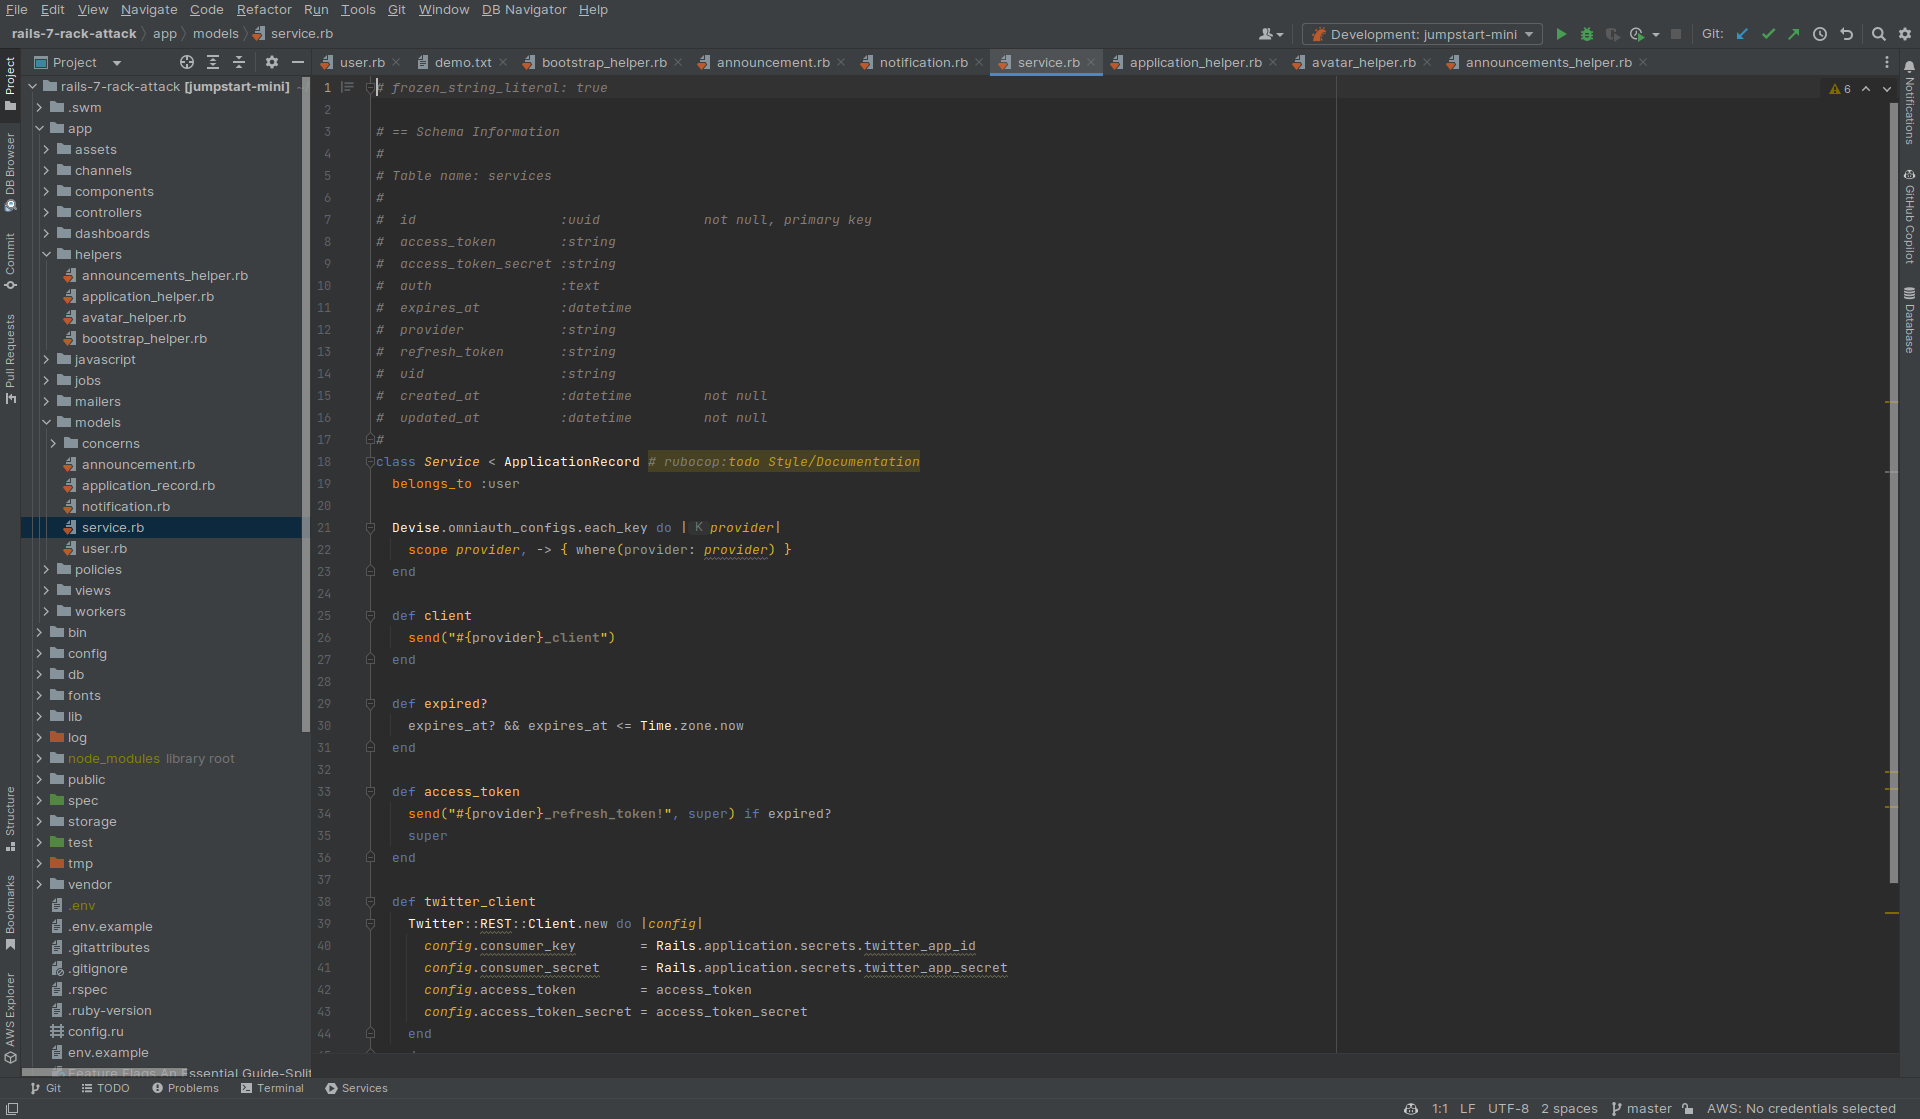 File Edit View Navigate Code Refactor Run Tools Git Window DB Navigator Help
rails-7-rack-attack app models service.rb
Development: jumpstart-mini
Git:
Project
user.rb demo.txt bootstrap_helper.rb announcement.rb notification.rb service.rb application_helper.rb avatar_helper.rb announcements_helper.rb
Project
DB Browser
Commit
Pull Requests
Structure
Bookmarks
AWS Explorer
rails-7-rack-attack [jumpstart-mini]
.swm
app
assets
channels
components
controllers
dashboards
helpers
announcements_helper.rb
application_helper.rb
avatar_helper.rb
bootstrap_helper.rb
javascript
jobs
mailers
models
concerns
announcement.rb
application_record.rb
notification.rb
service.rb
user.rb
policies
views
workers
bin
config
db
fonts
lib
log
node_modules library root
public
spec
storage
test
tmp
vendor
.env
.env.example
.gitattributes
.gitignore
.rspec
.ruby-version
config.ru
env.example
Feature Flags An Essential Guide-Split
1 # frozen_string_literal: true
2
3 # == Schema Information
4 #
5 # Table name: services
6 #
7 #  id                  :uuid             not null, primary key
8 #  access_token        :string
9 #  access_token_secret :string
10 #  auth                :text
11 #  expires_at          :datetime
12 #  provider            :string
13 #  refresh_token       :string
14 #  uid                 :string
15 #  created_at          :datetime         not null
16 #  updated_at          :datetime         not null
17 #
18 class Service < ApplicationRecord # rubocop:todo Style/Documentation
19   belongs_to :user
20
21   Devise.omniauth_configs.each_key do | K provider|
22     scope provider, -> { where(provider: provider) }
23   end
24
25   def client
26     send("#{provider}_client")
27   end
28
29   def expired?
30     expires_at? && expires_at <= Time.zone.now
31   end
32
33   def access_token
34     send("#{provider}_refresh_token!", super) if expired?
35     super
36   end
37
38   def twitter_client
39     Twitter::REST::Client.new do |config|
40       config.consumer_key        = Rails.application.secrets.twitter_app_id
41       config.consumer_secret     = Rails.application.secrets.twitter_app_secret
42       config.access_token        = access_token
43       config.access_token_secret = access_token_secret
44     end
6
Notifications
GitHub Copilot
Database
Git TODO Problems Terminal Services
1:1 LF UTF-8 2 spaces master AWS: No credentials selected